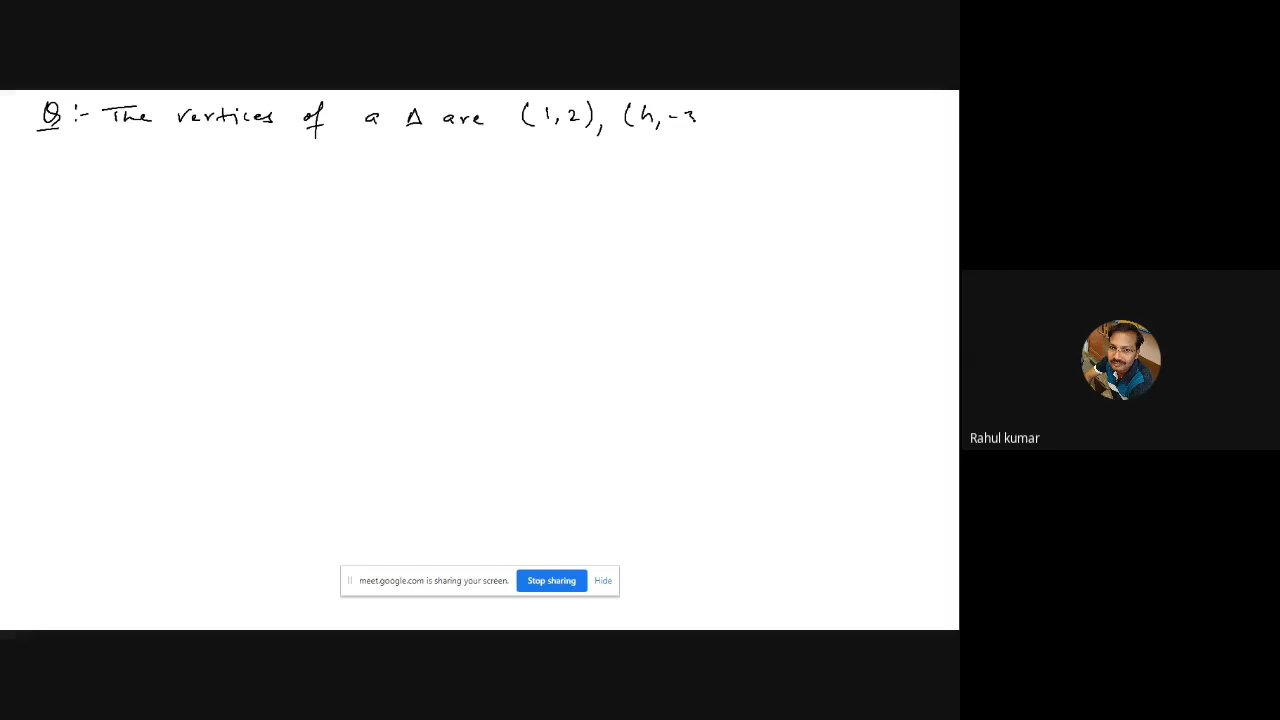 Q :- The vertices of a Δ are (1, 2), (h, -3
meet.google.com is sharing your screen. Stop sharing Hide
Rahul kumar